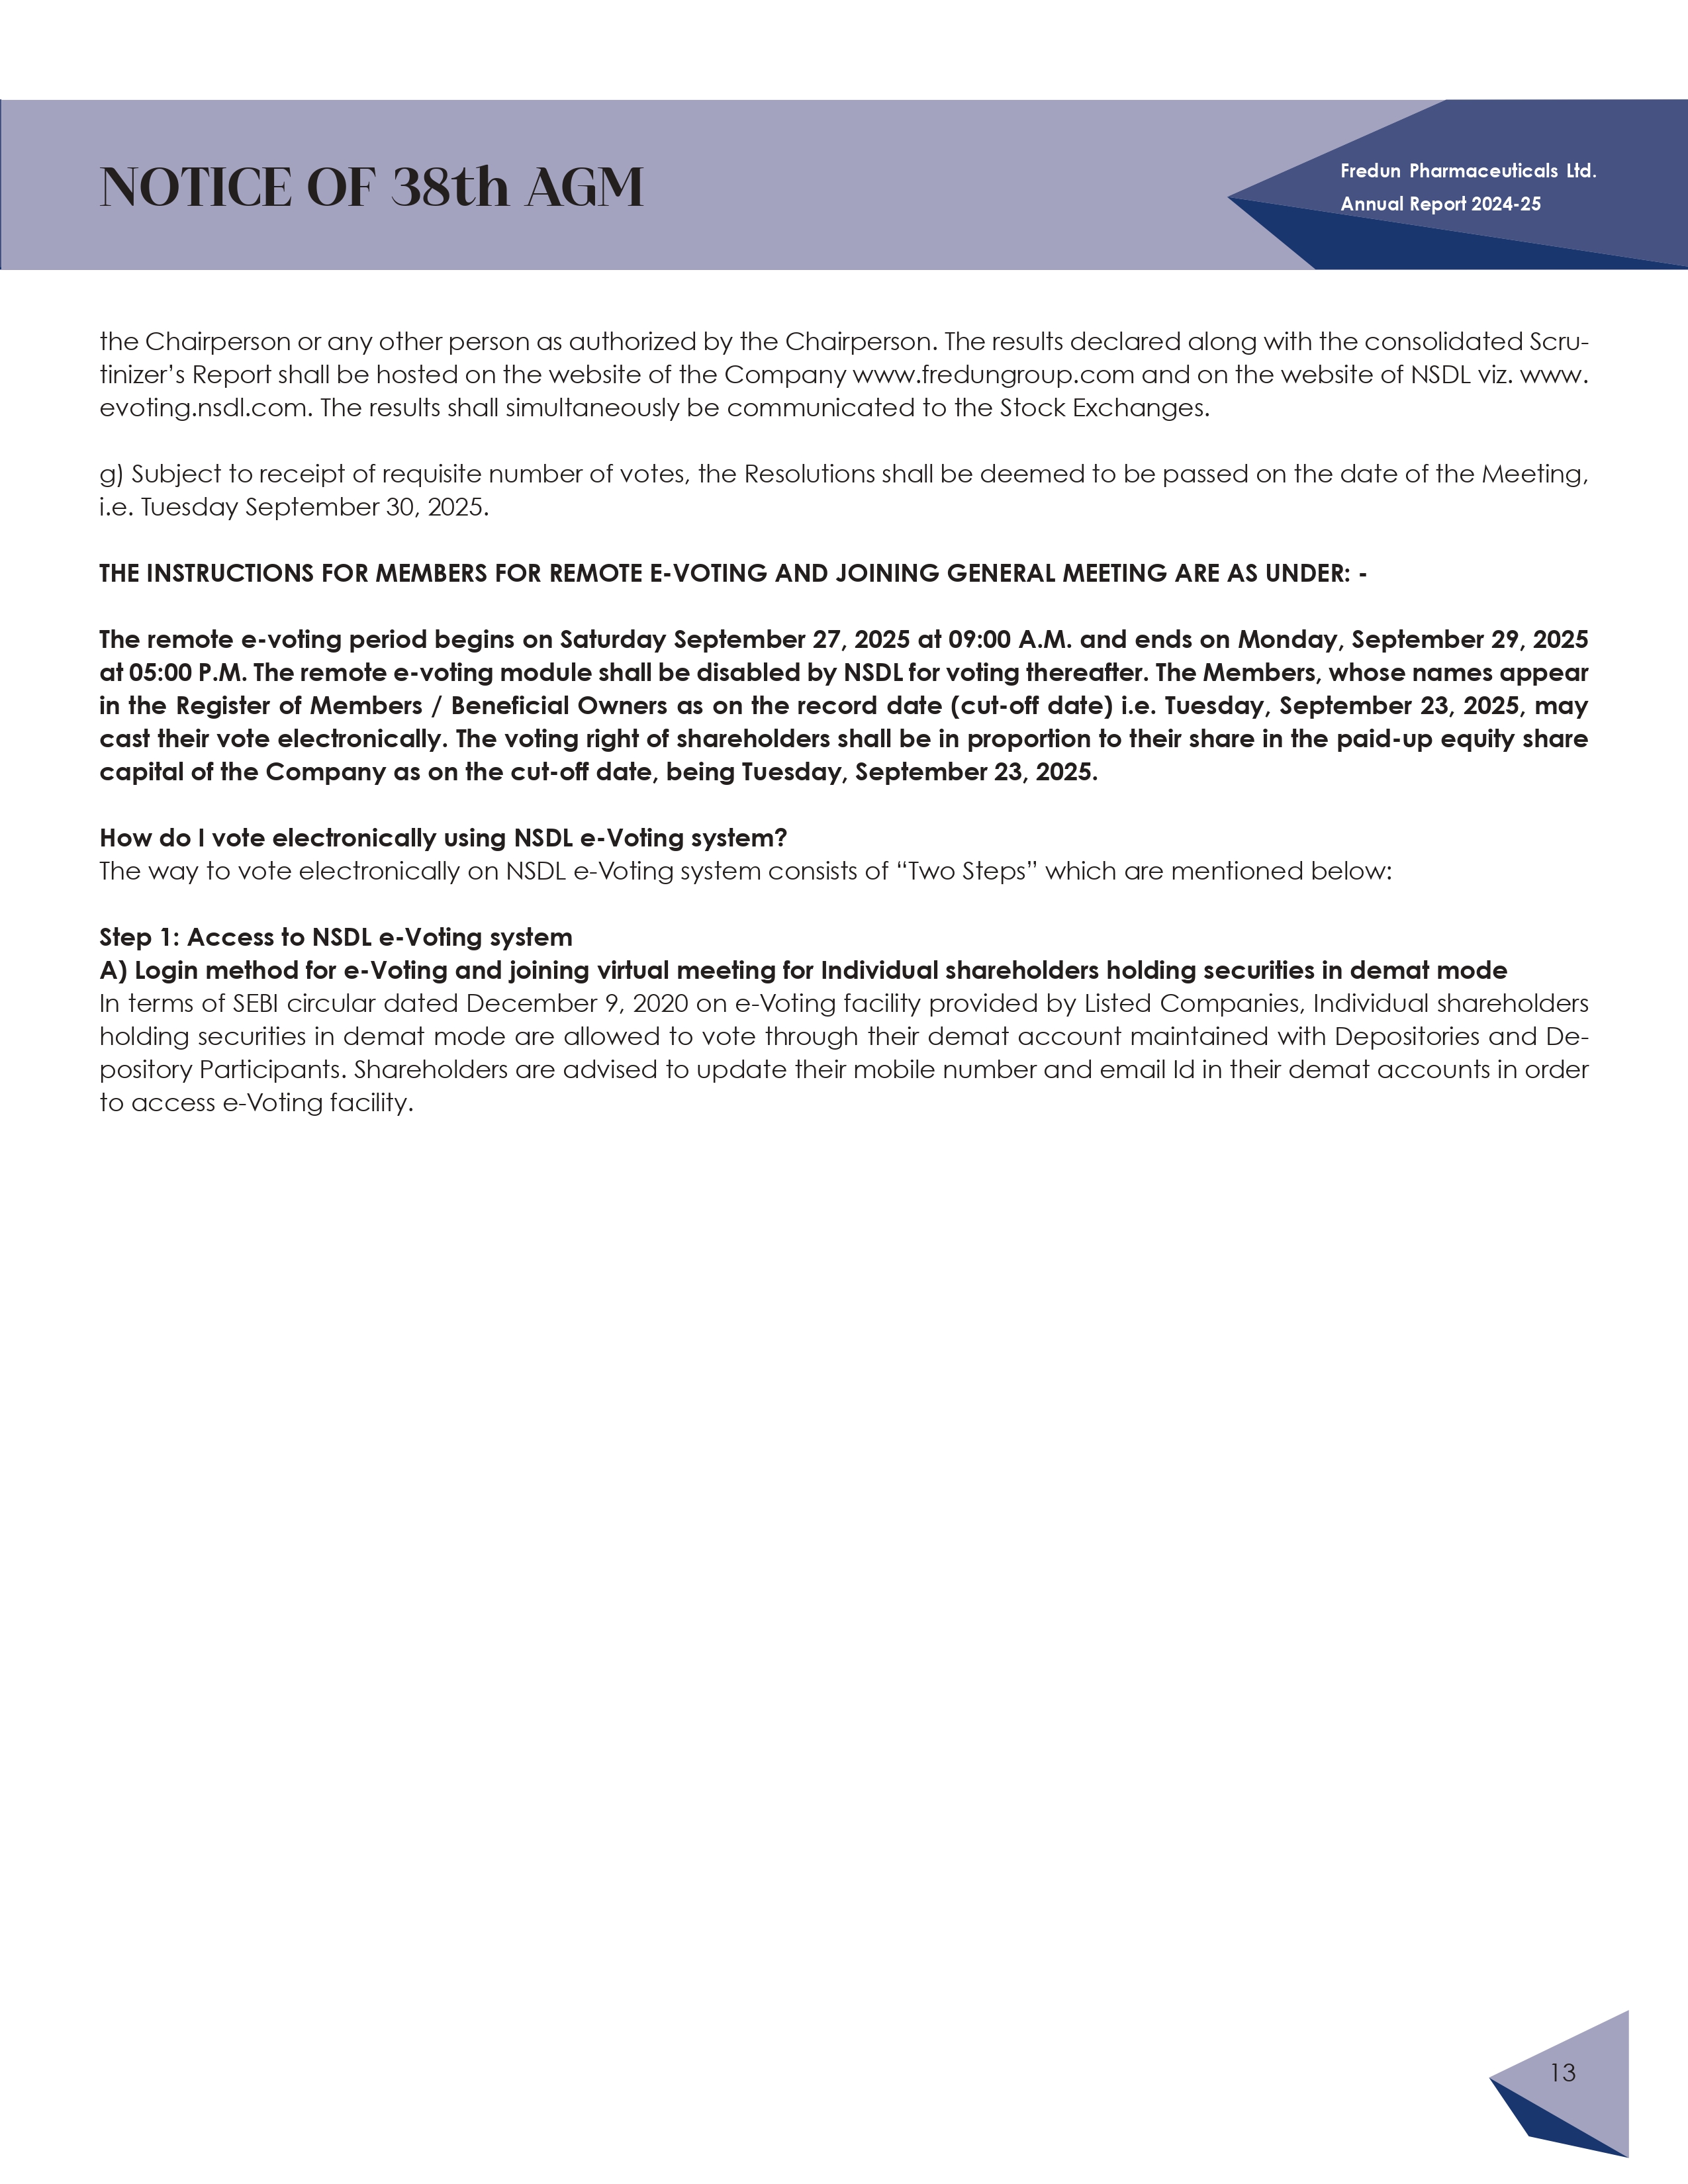 NOTICE OF 38th AGM
Fredun Pharmaceuticals Ltd.
Annual Report 2024-25
the Chairperson or any other person as authorized by the Chairperson. The results declared along with the consolidated Scru-
tinizer’s Report shall be hosted on the website of the Company www.fredungroup.com and on the website of NSDL viz. www.
evoting.nsdl.com. The results shall simultaneously be communicated to the Stock Exchanges.
g) Subject to receipt of requisite number of votes, the Resolutions shall be deemed to be passed on the date of the Meeting,
i.e. Tuesday September 30, 2025.
THE INSTRUCTIONS FOR MEMBERS FOR REMOTE E-VOTING AND JOINING GENERAL MEETING ARE AS UNDER: -
The remote e-voting period begins on Saturday September 27, 2025 at 09:00 A.M. and ends on Monday, September 29, 2025
at 05:00 P.M. The remote e-voting module shall be disabled by NSDL for voting thereafter. The Members, whose names appear
in the Register of Members / Beneficial Owners as on the record date (cut-off date) i.e. Tuesday, September 23, 2025, may
cast their vote electronically. The voting right of shareholders shall be in proportion to their share in the paid-up equity share
capital of the Company as on the cut-off date, being Tuesday, September 23, 2025.
How do I vote electronically using NSDL e-Voting system?
The way to vote electronically on NSDL e-Voting system consists of “Two Steps” which are mentioned below:
Step 1: Access to NSDL e-Voting system
A) Login method for e-Voting and joining virtual meeting for Individual shareholders holding securities in demat mode
In terms of SEBI circular dated December 9, 2020 on e-Voting facility provided by Listed Companies, Individual shareholders
holding securities in demat mode are allowed to vote through their demat account maintained with Depositories and De-
pository Participants. Shareholders are advised to update their mobile number and email Id in their demat accounts in order
to access e-Voting facility.
13